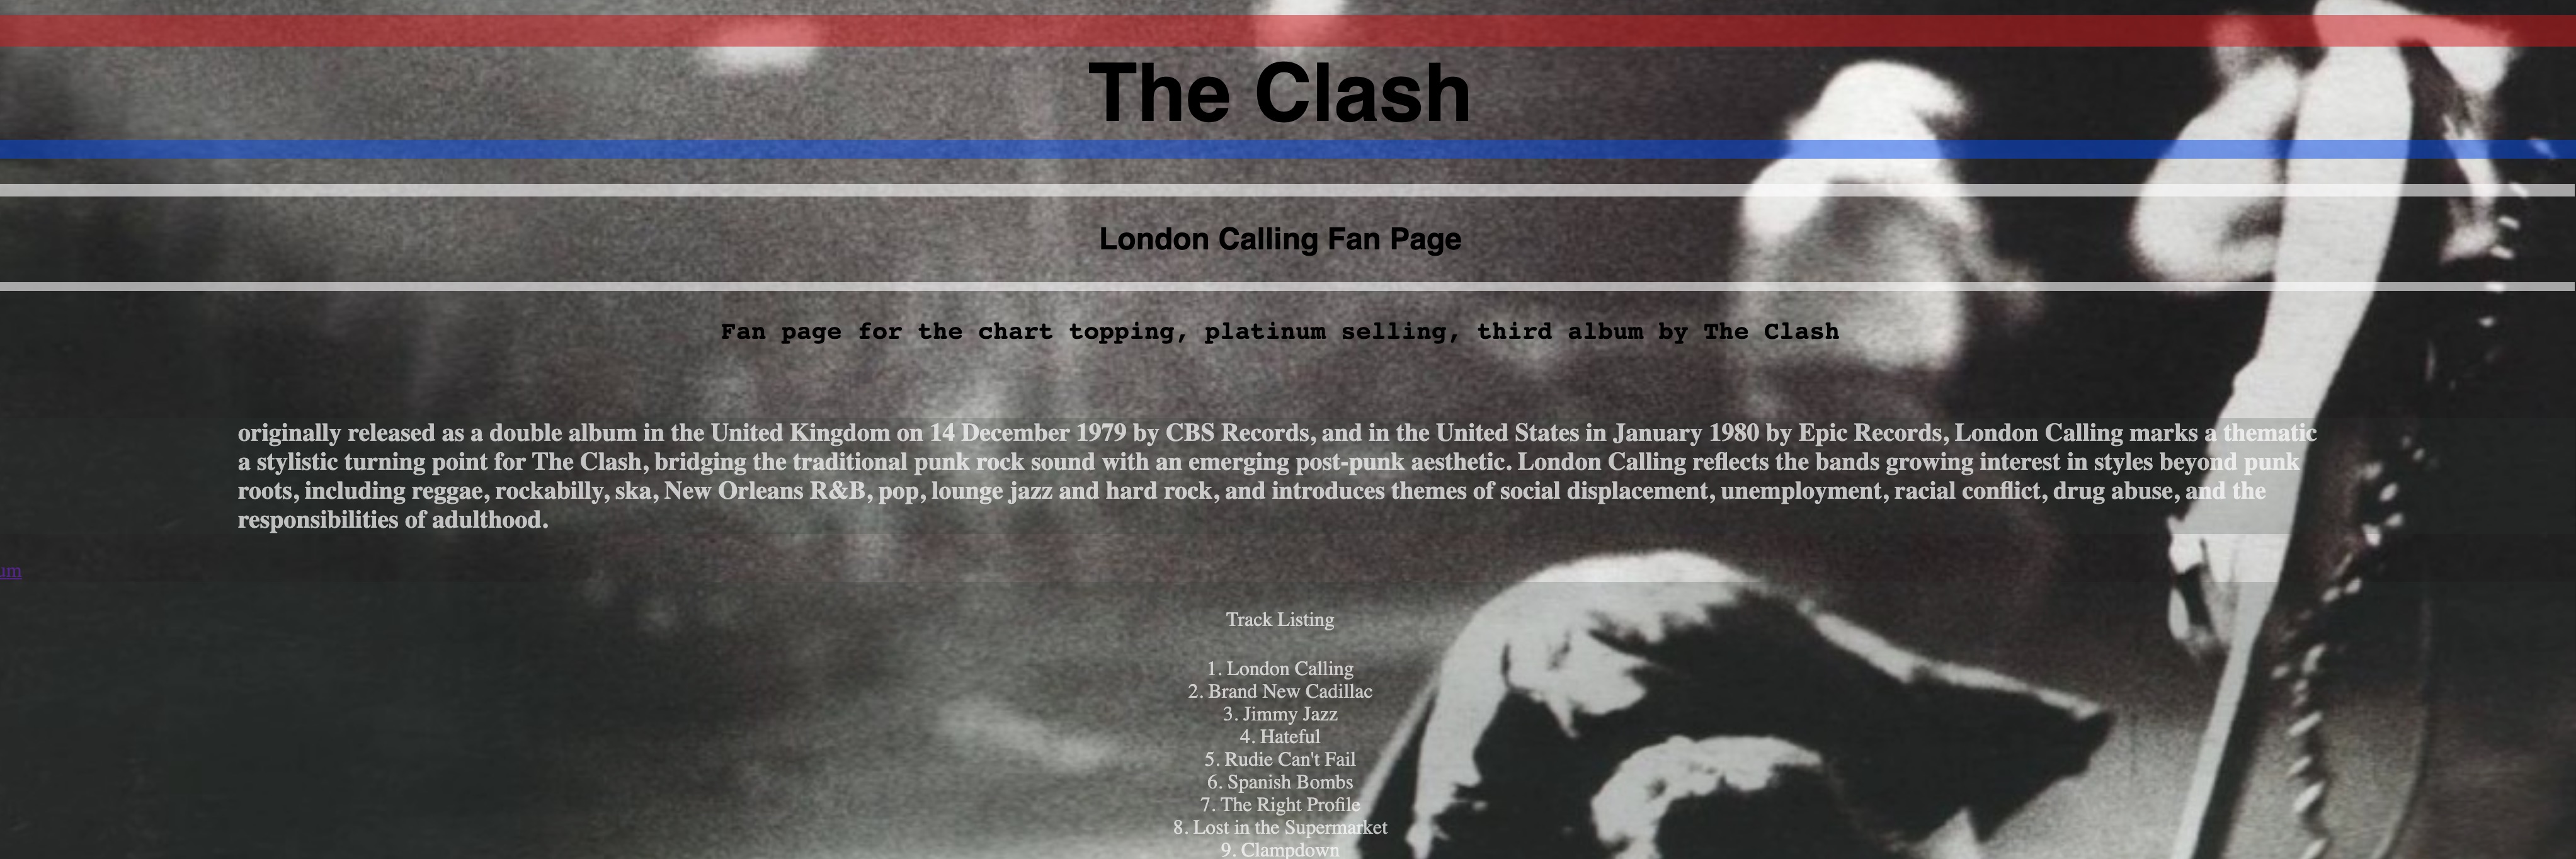 The Clash
London Calling Fan Page
Fan page for the chart topping, platinum selling, third album by The Clash
originally released as a double album in the United Kingdom on 14 December 1979 by CBS Records, and in the United States in January 1980 by Epic Records, London Calling marks a thematic
a stylistic turning point for The Clash, bridging the traditional punk rock sound with an emerging post-punk aesthetic. London Calling reflects the bands growing interest in styles beyond punk
roots, including reggae, rockabilly, ska, New Orleans R&B, pop, lounge jazz and hard rock, and introduces themes of social displacement, unemployment, racial conflict, drug abuse, and the
responsibilities of adulthood.
um
Track Listing
1. London Calling
2. Brand New Cadillac
3. Jimmy Jazz
4. Hateful
5. Rudie Can't Fail
6. Spanish Bombs
7. The Right Profile
8. Lost in the Supermarket
9. Clampdown